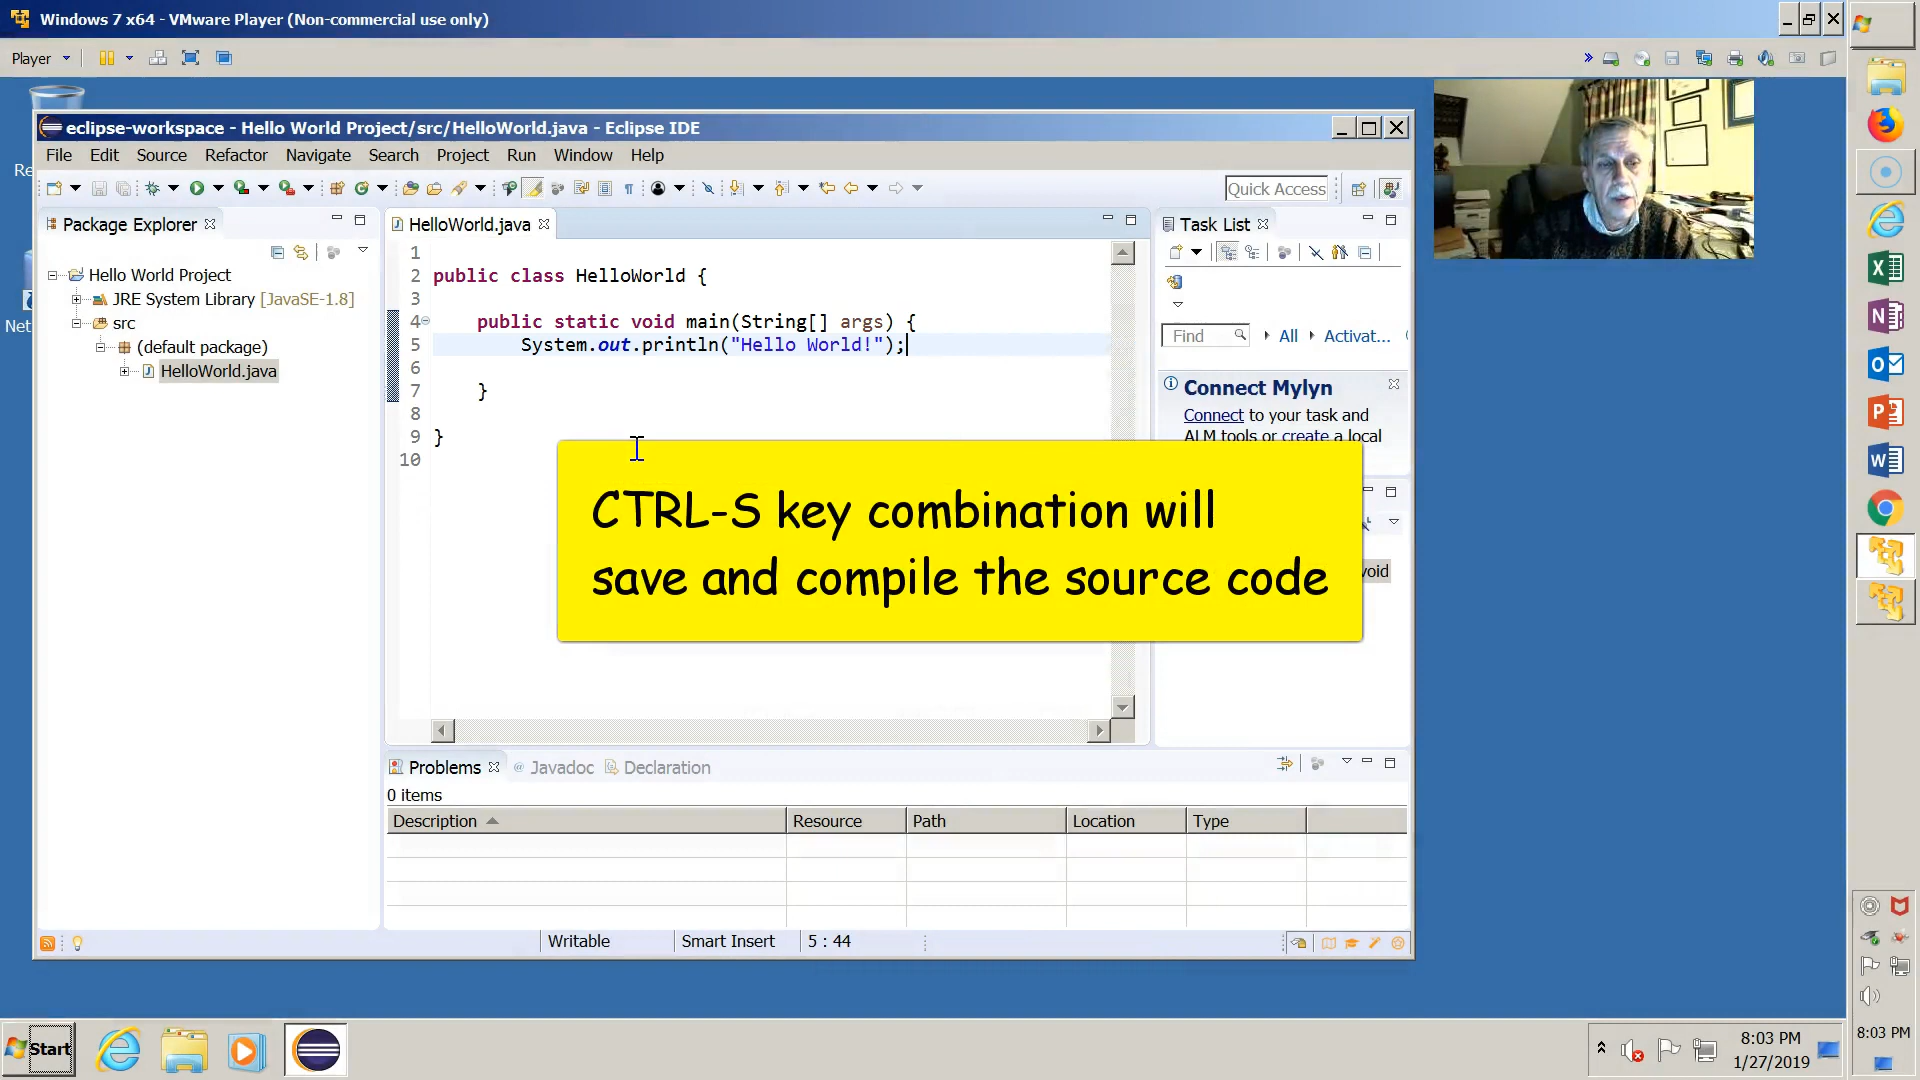 Windows 7 x64 - VMware Player (Non-commercial use only)
Player
eclipse-workspace - Hello World Project/src/HelloWorld.java - Eclipse IDE
File Edit Source Refactor Navigate Search Project Run Window Help
Quick Access
Package Explorer
Hello World Project
JRE System Library [JavaSE-1.8]
src
(default package)
HelloWorld.java
HelloWorld.java
1
2 public class HelloWorld {
3
4 public static void main(String[] args) {
5 System.out.println("Hello World!");
6
7 }
8
9 }
10
Task List
Find All Activat...
Connect Mylyn
Connect to your task and
ALM tools or create a local
void
CTRL-S key combination will
save and compile the source code
Problems @ Javadoc Declaration
0 items
Description Resource Path Location Type
Writable Smart Insert 5 : 44
Re
Net
Start
8:03 PM
1/27/2019
8:03 PM